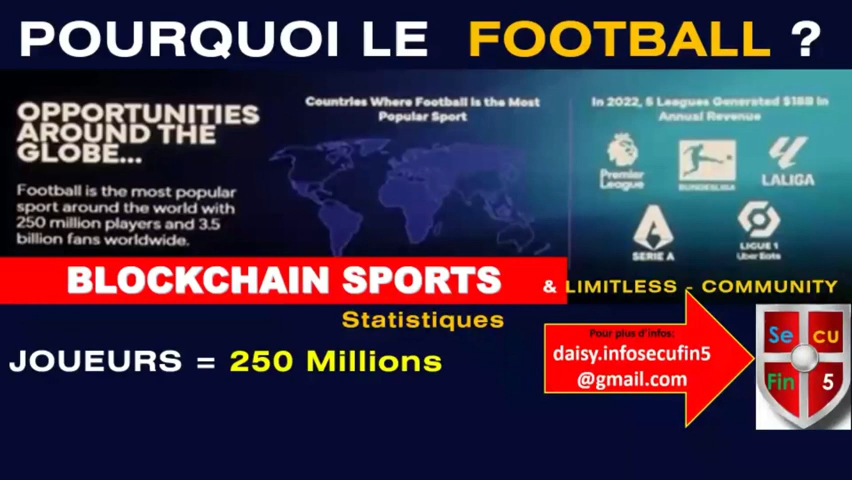 POURQUOI LE FOOTBALL ?
OPPORTUNITIES
AROUND THE
GLOBE...
Football is the most popular
sport around the world with
250 million players and 3.5
billion fans worldwide.
Countries Where Football is the Most
Popular Sport
In 2022, 5 Leagues Generated $18B in
Annual Revenue
Premier
League
BUNDESLIGA
LALIGA
SERIE A
LIGUE 1
Uber Eats
BLOCKCHAIN SPORTS
& LIMITLESS - COMMUNITY
Statistiques
JOUEURS = 250 Millions
Pour plus d'infos:
daisy.infosecufin5
@gmail.com
Se cu
Fin 5